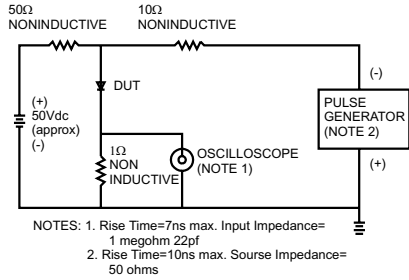 50Ω
NONINDUCTIVE
10Ω
NONINDUCTIVE
DUT
(+)
50Vdc
(approx)
(-)
(-)
PULSE
GENERATOR
(NOTE 2)
(+)
1Ω
NON
INDUCTIVE
OSCILLOSCOPE
(NOTE 1)
NOTES: 1. Rise Time=7ns max. Input Impedance=
1 megohm 22pf
2. Rise Time=10ns max. Sourse Impedance=
50 ohms